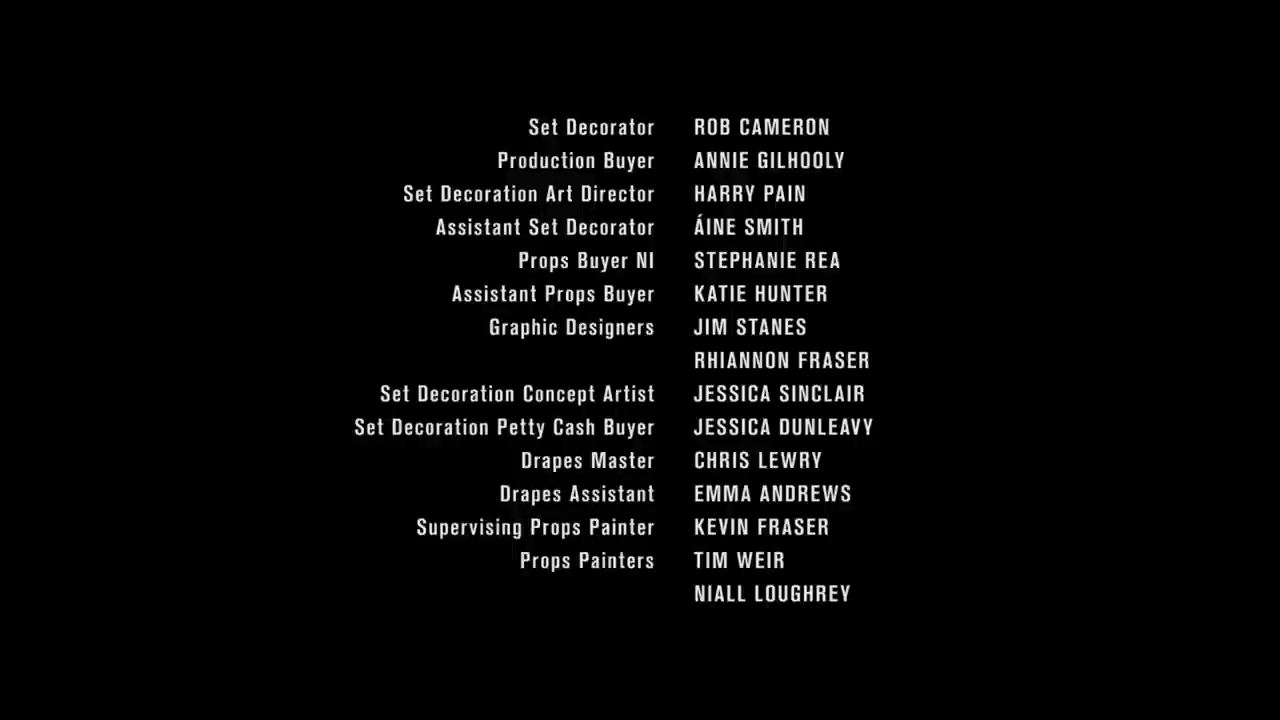 Set Decorator ROB CAMERON
Production Buyer ANNIE GILHOOLY
Set Decoration Art Director HARRY PAIN
Assistant Set Decorator ÁINE SMITH
Props Buyer NI STEPHANIE REA
Assistant Props Buyer KATIE HUNTER
Graphic Designers JIM STANES
RHIANNON FRASER
Set Decoration Concept Artist JESSICA SINCLAIR
Set Decoration Petty Cash Buyer JESSICA DUNLEAVY
Drapes Master CHRIS LEWRY
Drapes Assistant EMMA ANDREWS
Supervising Props Painter KEVIN FRASER
Props Painters TIM WEIR
NIALL LOUGHREY